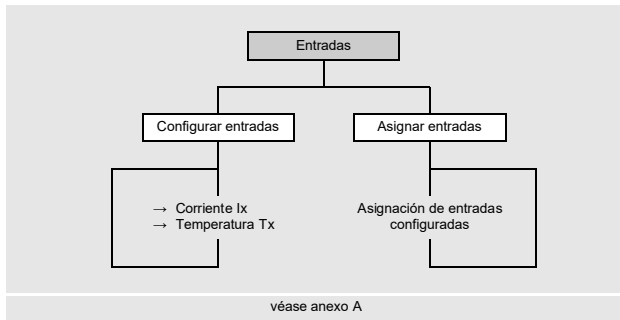 Entradas
Configurar entradas
Asignar entradas
→ Corriente Ix
→ Temperatura Tx
Asignación de entradas
configuradas
véase anexo A